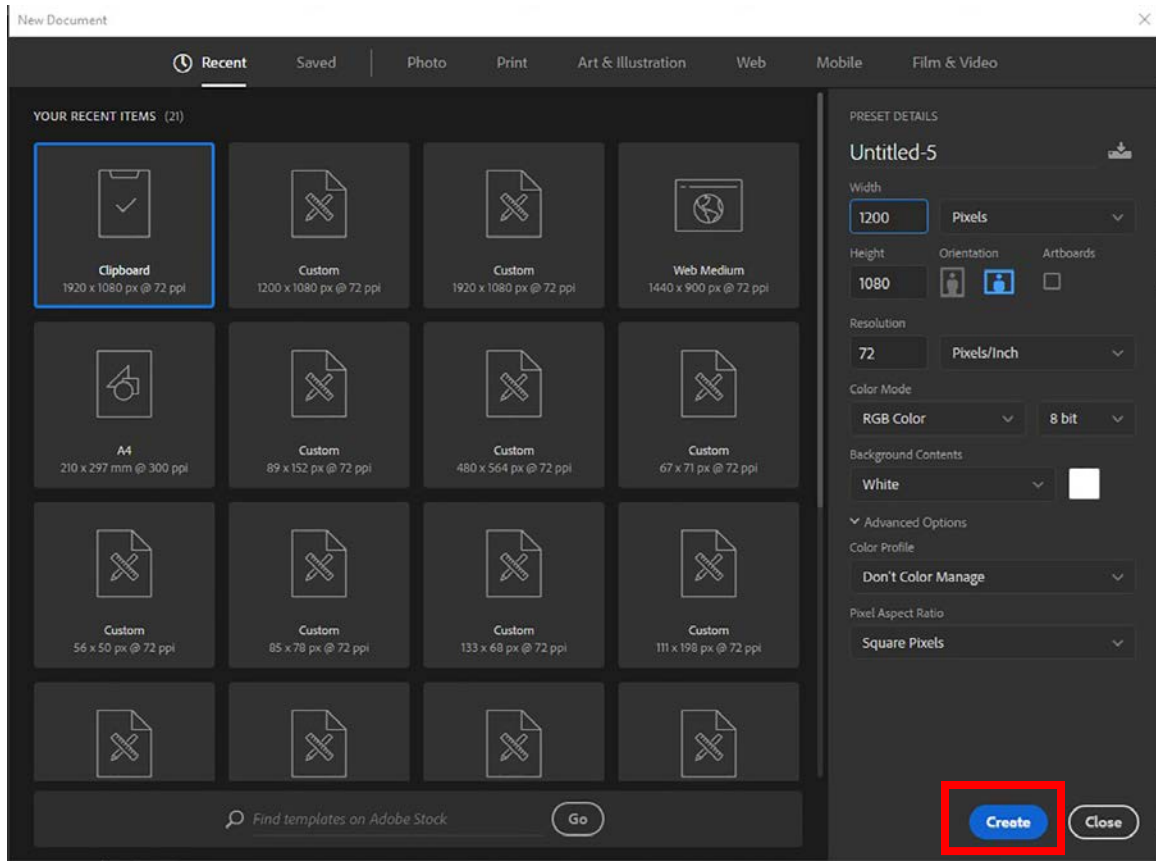 New Document
Recent Saved Photo Print Art & Illustration Web Mobile Film & Video
YOUR RECENT ITEMS (21)
Clipboard
1920 x 1080 px @ 72 ppi
Custom
1200 x 1080 px @ 72 ppi
Custom
1920 x 1080 px @ 72 ppi
Web Medium
1440 x 900 px @ 72 ppi
A4
210 x 297 mm @ 300 ppi
Custom
89 x 152 px @ 72 ppi
Custom
480 x 564 px @ 72 ppi
Custom
67 x 71 px @ 72 ppi
Custom
56 x 50 px @ 72 ppi
Custom
85 x 78 px @ 72 ppi
Custom
133 x 68 px @ 72 ppi
Custom
111 x 198 px @ 72 ppi
Find templates on Adobe Stock
Go
PRESET DETAILS
Untitled-5
Width
1200 Pixels
Height Orientation Artboards
1080
Resolution
72 Pixels/Inch
Color Mode
RGB Color 8 bit
Background Contents
White
Advanced Options
Color Profile
Don't Color Manage
Pixel Aspect Ratio
Square Pixels
Create Close